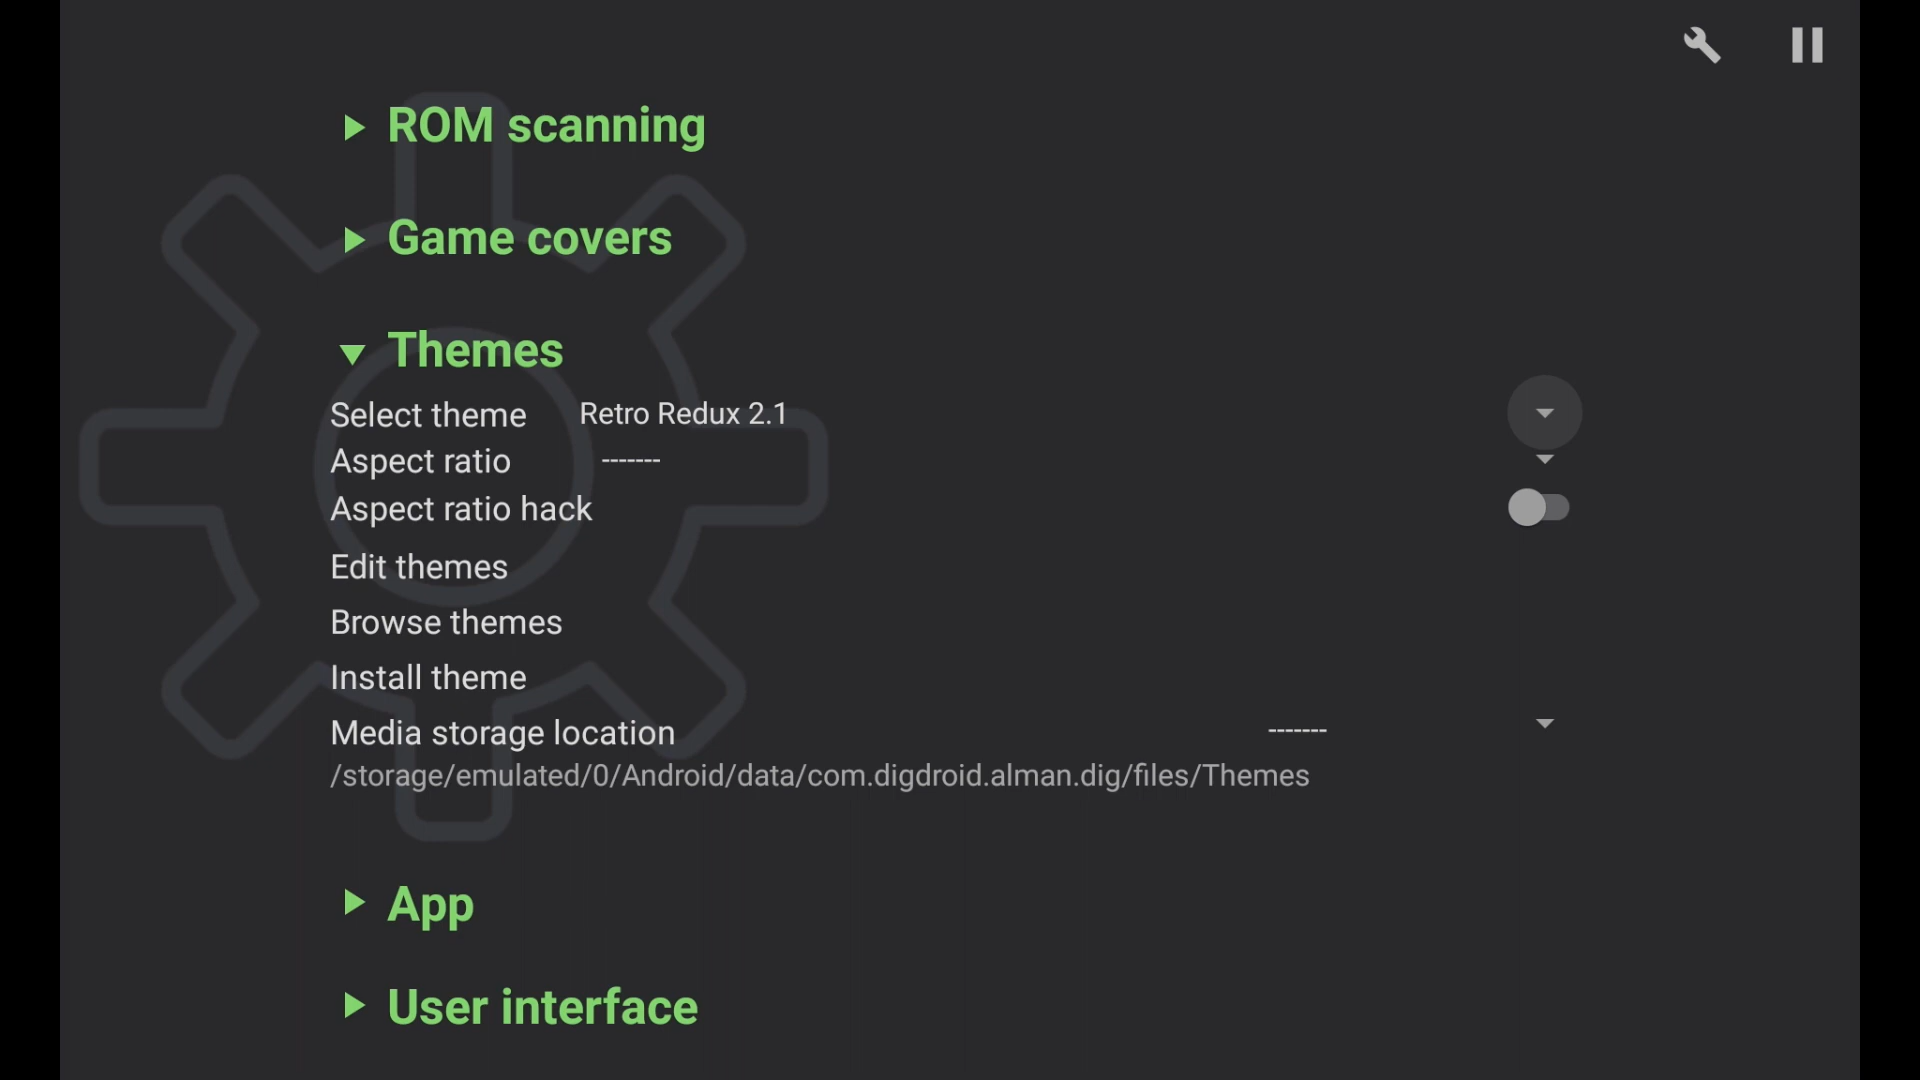 ROM scanning
Game covers
Themes
Select theme Retro Redux 2.1
Aspect ratio -------
Aspect ratio hack
Edit themes
Browse themes
Install theme
Media storage location -------
/storage/emulated/0/Android/data/com.digdroid.alman.dig/files/Themes
App
User interface